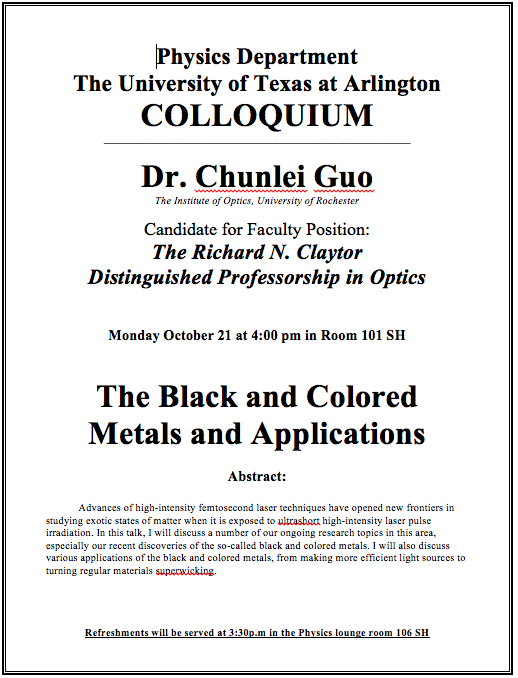 Physics Department
The University of Texas at Arlington
COLLOQUIUM
Dr. Chunlei Guo
The Institute of Optics, University of Rochester
Candidate for Faculty Position:
The Richard N. Claytor
Distinguished Professorship in Optics
Monday October 21 at 4:00 pm in Room 101 SH
The Black and Colored
Metals and Applications
Abstract:
Advances of high-intensity femtosecond laser techniques have opened new frontiers in
studying exotic states of matter when it is exposed to ultrashort high-intensity laser pulse
irradiation. In this talk, I will discuss a number of our ongoing research topics in this area,
especially our recent discoveries of the so-called black and colored metals. I will also discuss
various applications of the black and colored metals, from making more efficient light sources to
turning regular materials superwicking.
Refreshments will be served at 3:30p.m in the Physics lounge room 106 SH